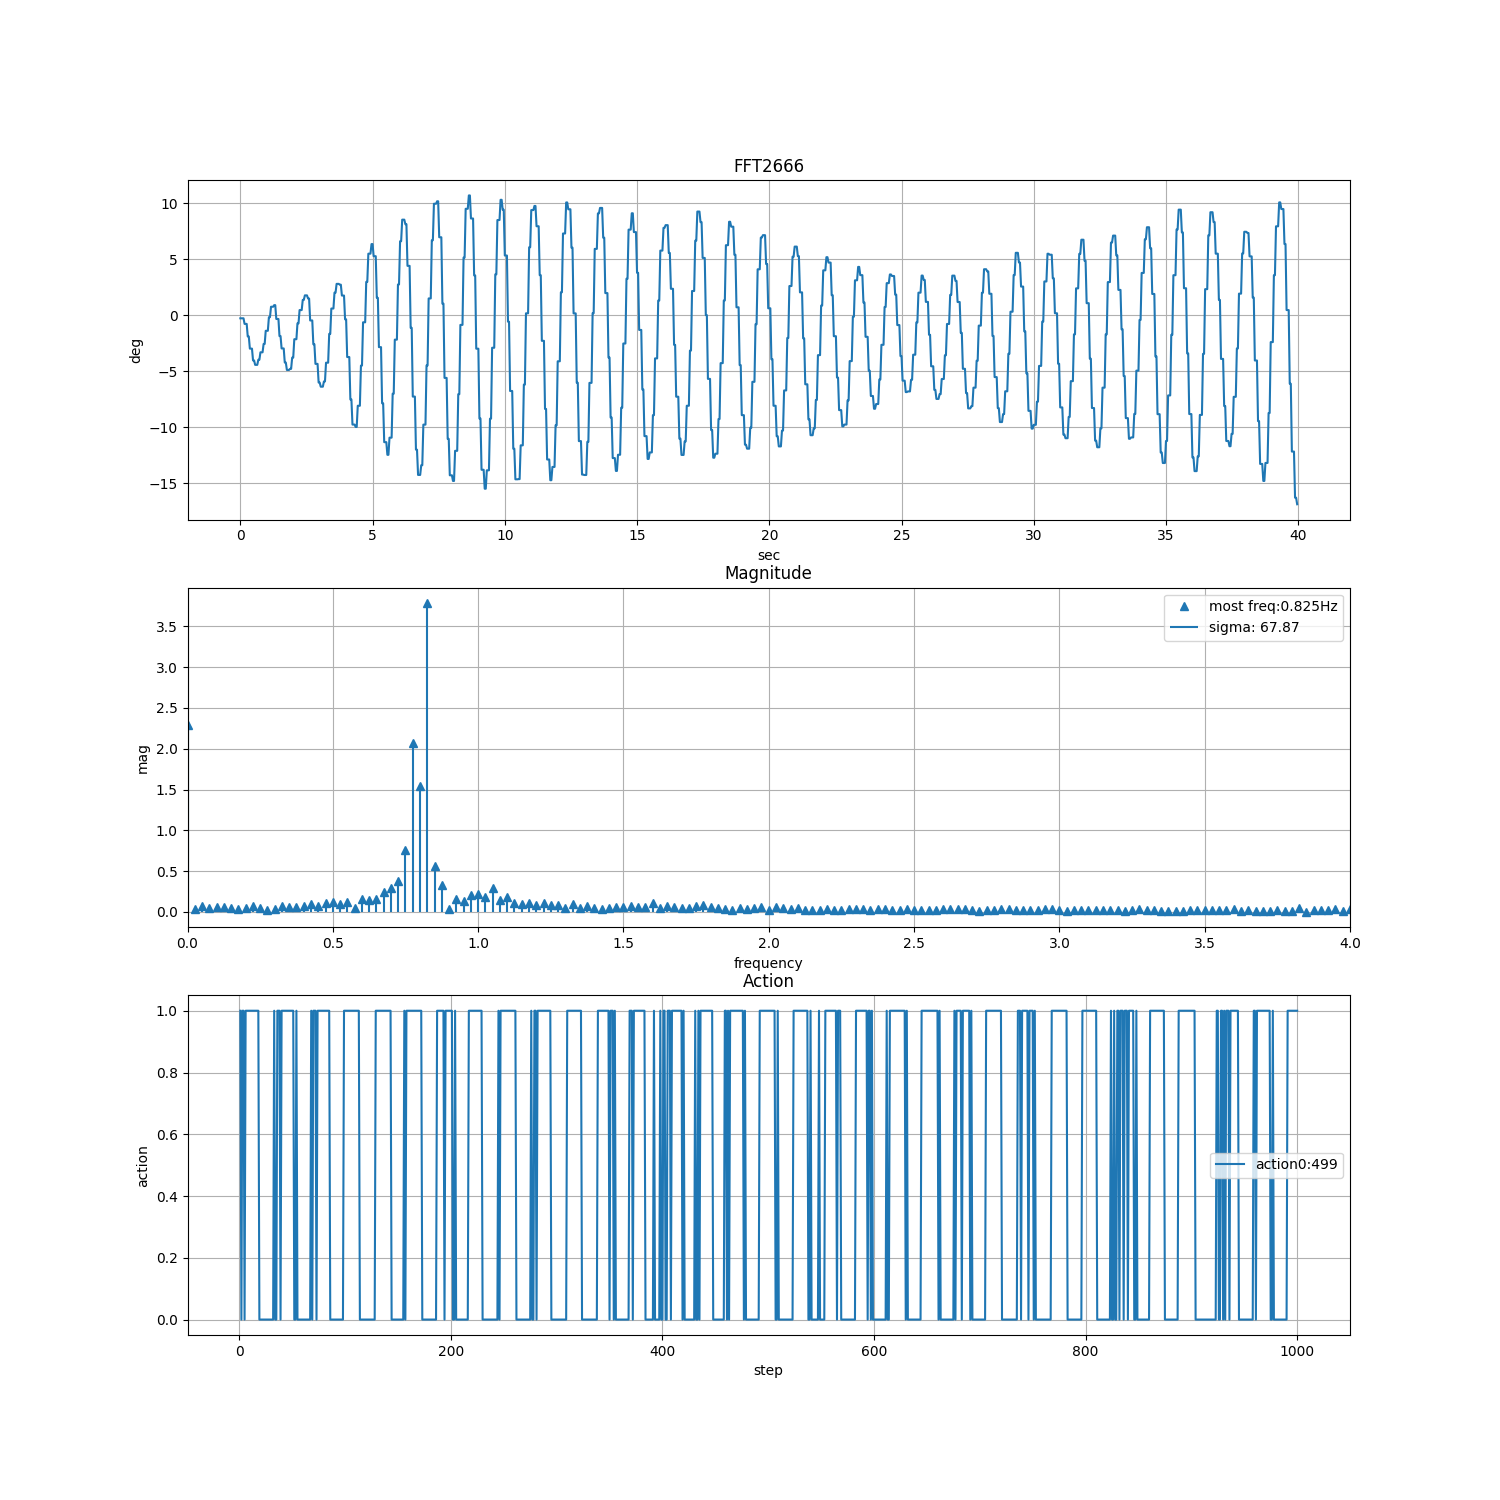 FFT2666
10
5
0
−5
−10
−15
deg
0 5 10 15 20 25 30 35 40
sec
Magnitude
most freq:0.825Hz
sigma: 67.87
3.5
3.0
2.5
2.0
1.5
1.0
0.5
0.0
mag
0.0 0.5 1.0 1.5 2.0 2.5 3.0 3.5 4.0
frequency
Action
1.0
0.8
0.6
0.4
0.2
0.0
action
action0:499
0 200 400 600 800 1000
step